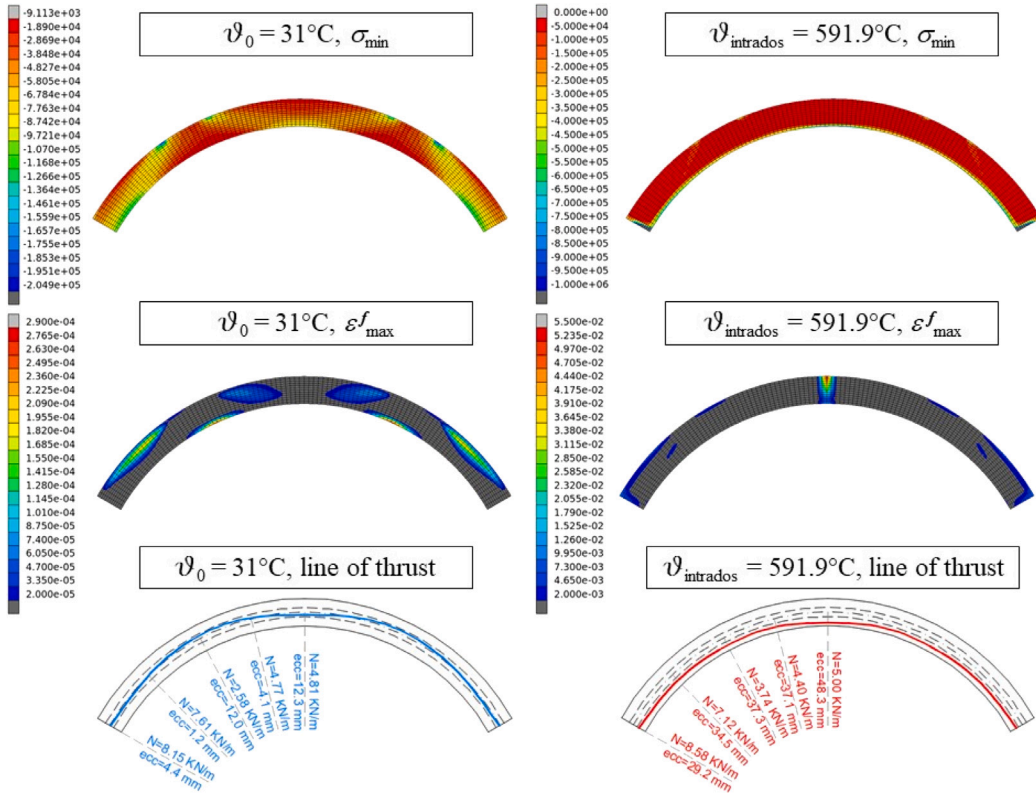 -9.113e+03
-1.890e+04
-2.869e+04
-3.848e+04
-4.827e+04
-5.805e+04
-6.784e+04
-7.763e+04
-8.742e+04
-9.721e+04
-1.070e+05
-1.168e+05
-1.266e+05
-1.364e+05
-1.461e+05
-1.559e+05
-1.657e+05
-1.755e+05
-1.853e+05
-1.951e+05
-2.049e+05
ϑ₀ = 31°C, σmin
0.000e+00
-5.000e+04
-1.000e+05
-1.500e+05
-2.000e+05
-2.500e+05
-3.000e+05
-3.500e+05
-4.000e+05
-4.500e+05
-5.000e+05
-5.500e+05
-6.000e+05
-6.500e+05
-7.000e+05
-7.500e+05
-8.000e+05
-8.500e+05
-9.000e+05
-9.500e+05
-1.000e+06
ϑintrados = 591.9°C, σmin
2.900e-04
2.765e-04
2.630e-04
2.495e-04
2.360e-04
2.225e-04
2.090e-04
1.955e-04
1.820e-04
1.685e-04
1.550e-04
1.415e-04
1.280e-04
1.145e-04
1.010e-04
8.750e-05
7.400e-05
6.050e-05
4.700e-05
3.350e-05
2.000e-05
ϑ₀ = 31°C, εᶠmax
5.500e-02
5.235e-02
4.970e-02
4.705e-02
4.440e-02
4.175e-02
3.910e-02
3.645e-02
3.380e-02
3.115e-02
2.850e-02
2.585e-02
2.320e-02
2.055e-02
1.790e-02
1.525e-02
1.260e-02
9.950e-03
7.300e-03
4.650e-03
2.000e-03
ϑintrados = 591.9°C, εᶠmax
ϑ₀ = 31°C, line of thrust
N=8.15 KN/m
ecc=4.4 mm
N=7.61 KN/m
ecc=1.2 mm
N=2.58 KN/m
ecc=12.0 mm
N=4.77 KN/m
ecc=4.1 mm
N=4.81 KN/m
ecc=12.3 mm
ϑintrados = 591.9°C, line of thrust
N=8.58 KN/m
ecc=29.2 mm
N=7.12 KN/m
ecc=34.5 mm
N=3.74 KN/m
ecc=37.3 mm
N=4.40 KN/m
ecc=37.1 mm
N=5.00 KN/m
ecc=48.3 mm